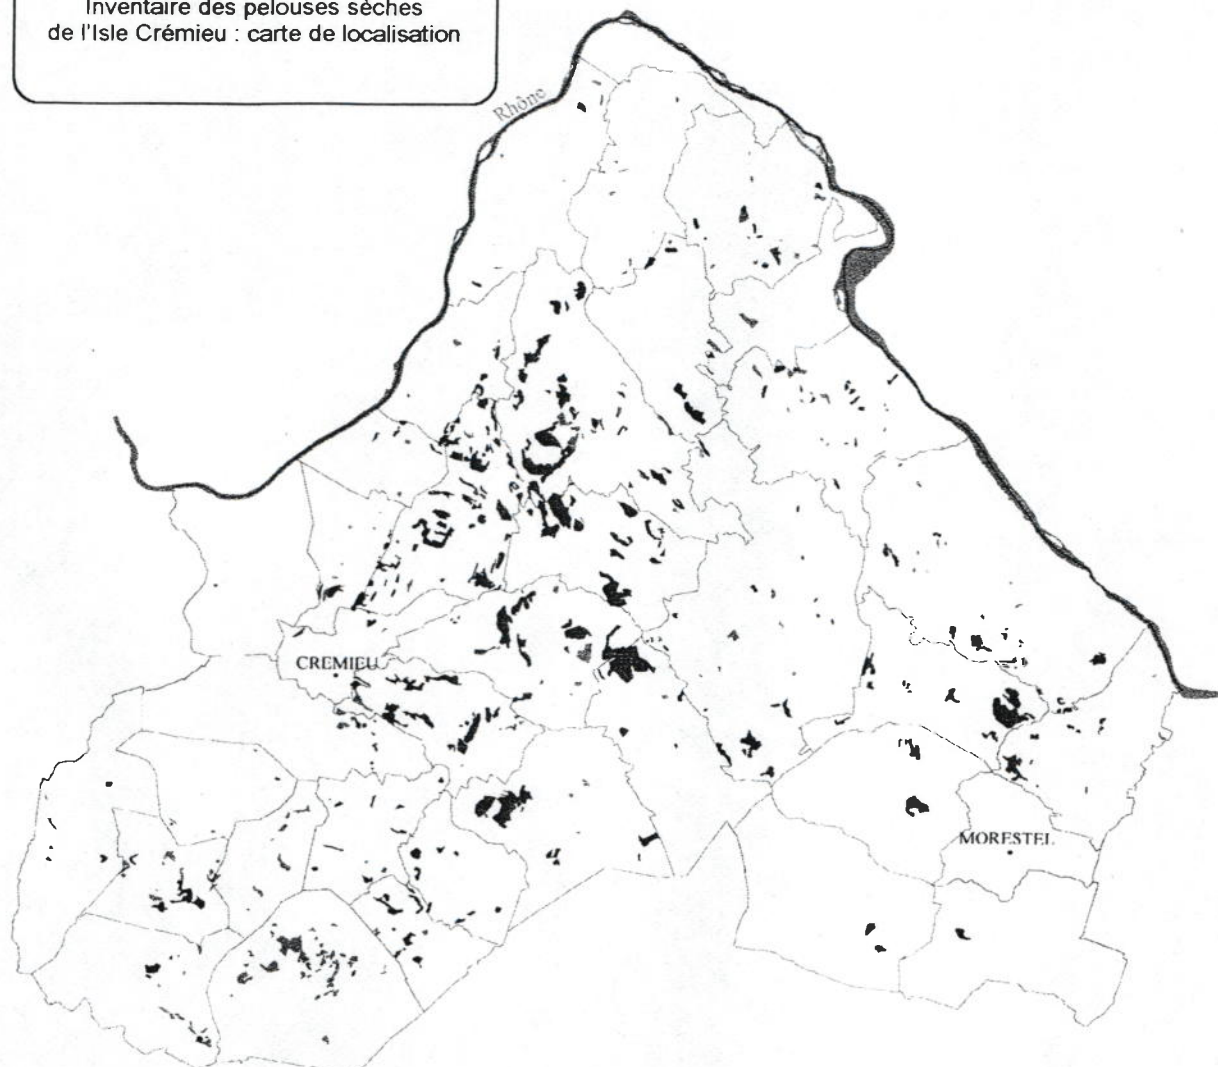 Inventaire des pelouses sèches
de l'Isle Crémieu : carte de localisation
Rhône
CREMIEU
MORESTEL